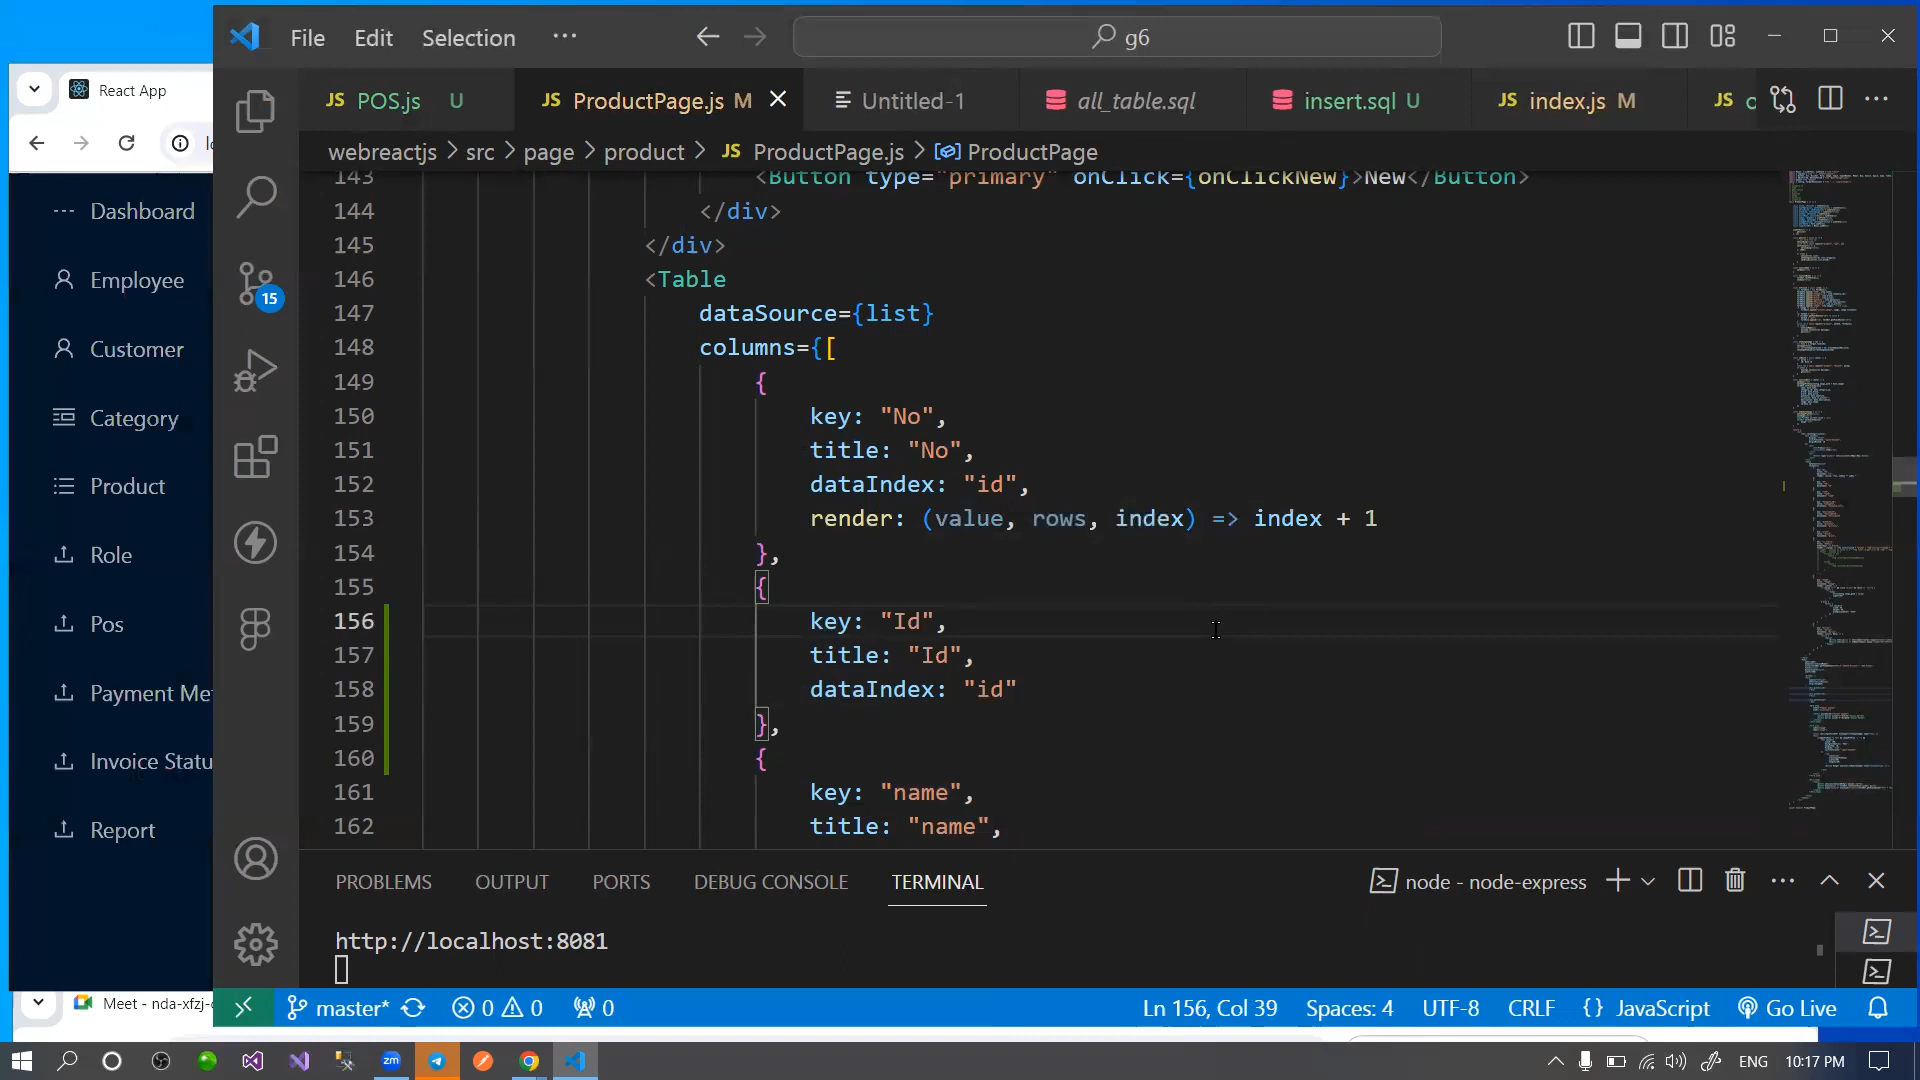 File Edit Selection ··· g6
React App
JS POS.js U
JS ProductPage.js M
Untitled-1
all_table.sql
insert.sql U
JS index.js M
JS
webreactjs > src > page > product > JS ProductPage.js > ProductPage
Dashboard
Employee
Customer
Category
Product
Role
Pos
Payment Me
Invoice Statu
Report
15
143 <Button type="primary" onClick={onClickNew}>New</Button>
144 </div>
145 </div>
146 <Table
147 dataSource={list}
148 columns={[
149 {
150 key: "No",
151 title: "No",
152 dataIndex: "id",
153 render: (value, rows, index) => index + 1
154 },
155 {
156 key: "Id",
157 title: "Id",
158 dataIndex: "id"
159 },
160 {
161 key: "name",
162 title: "name",
PROBLEMS OUTPUT PORTS DEBUG CONSOLE TERMINAL
node - node-express
http://localhost:8081
Meet - nda-xfzj-
master* 0 0 0
Ln 156, Col 39 Spaces: 4 UTF-8 CRLF {} JavaScript Go Live
zm
ENG 10:17 PM